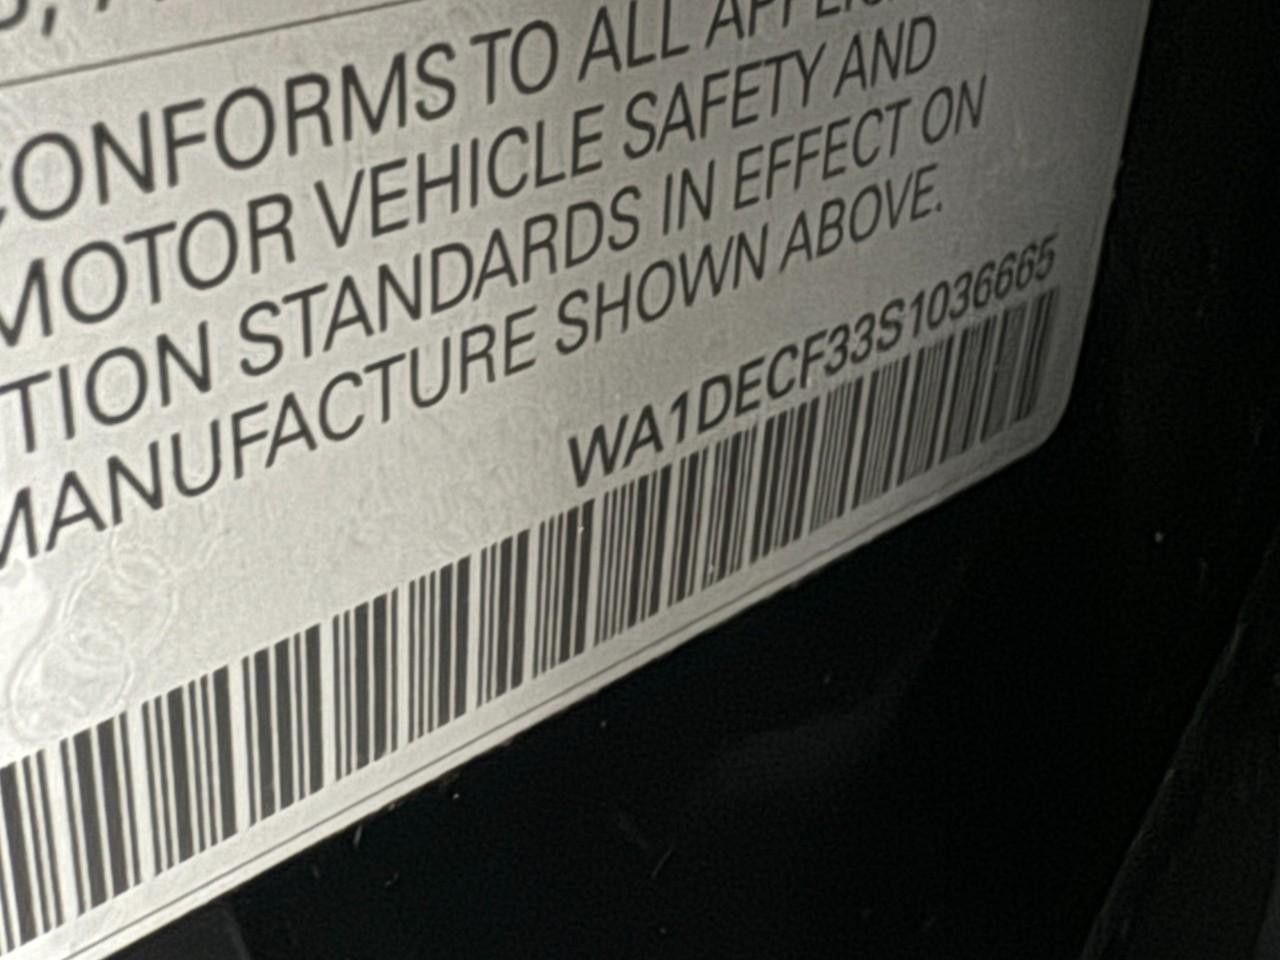 CONFORMS TO ALL
MOTOR VEHICLE SAFETY AND
TION STANDARDS IN EFFECT ON
MANUFACTURE SHOWN ABOVE.
WA1DECF33S1036665